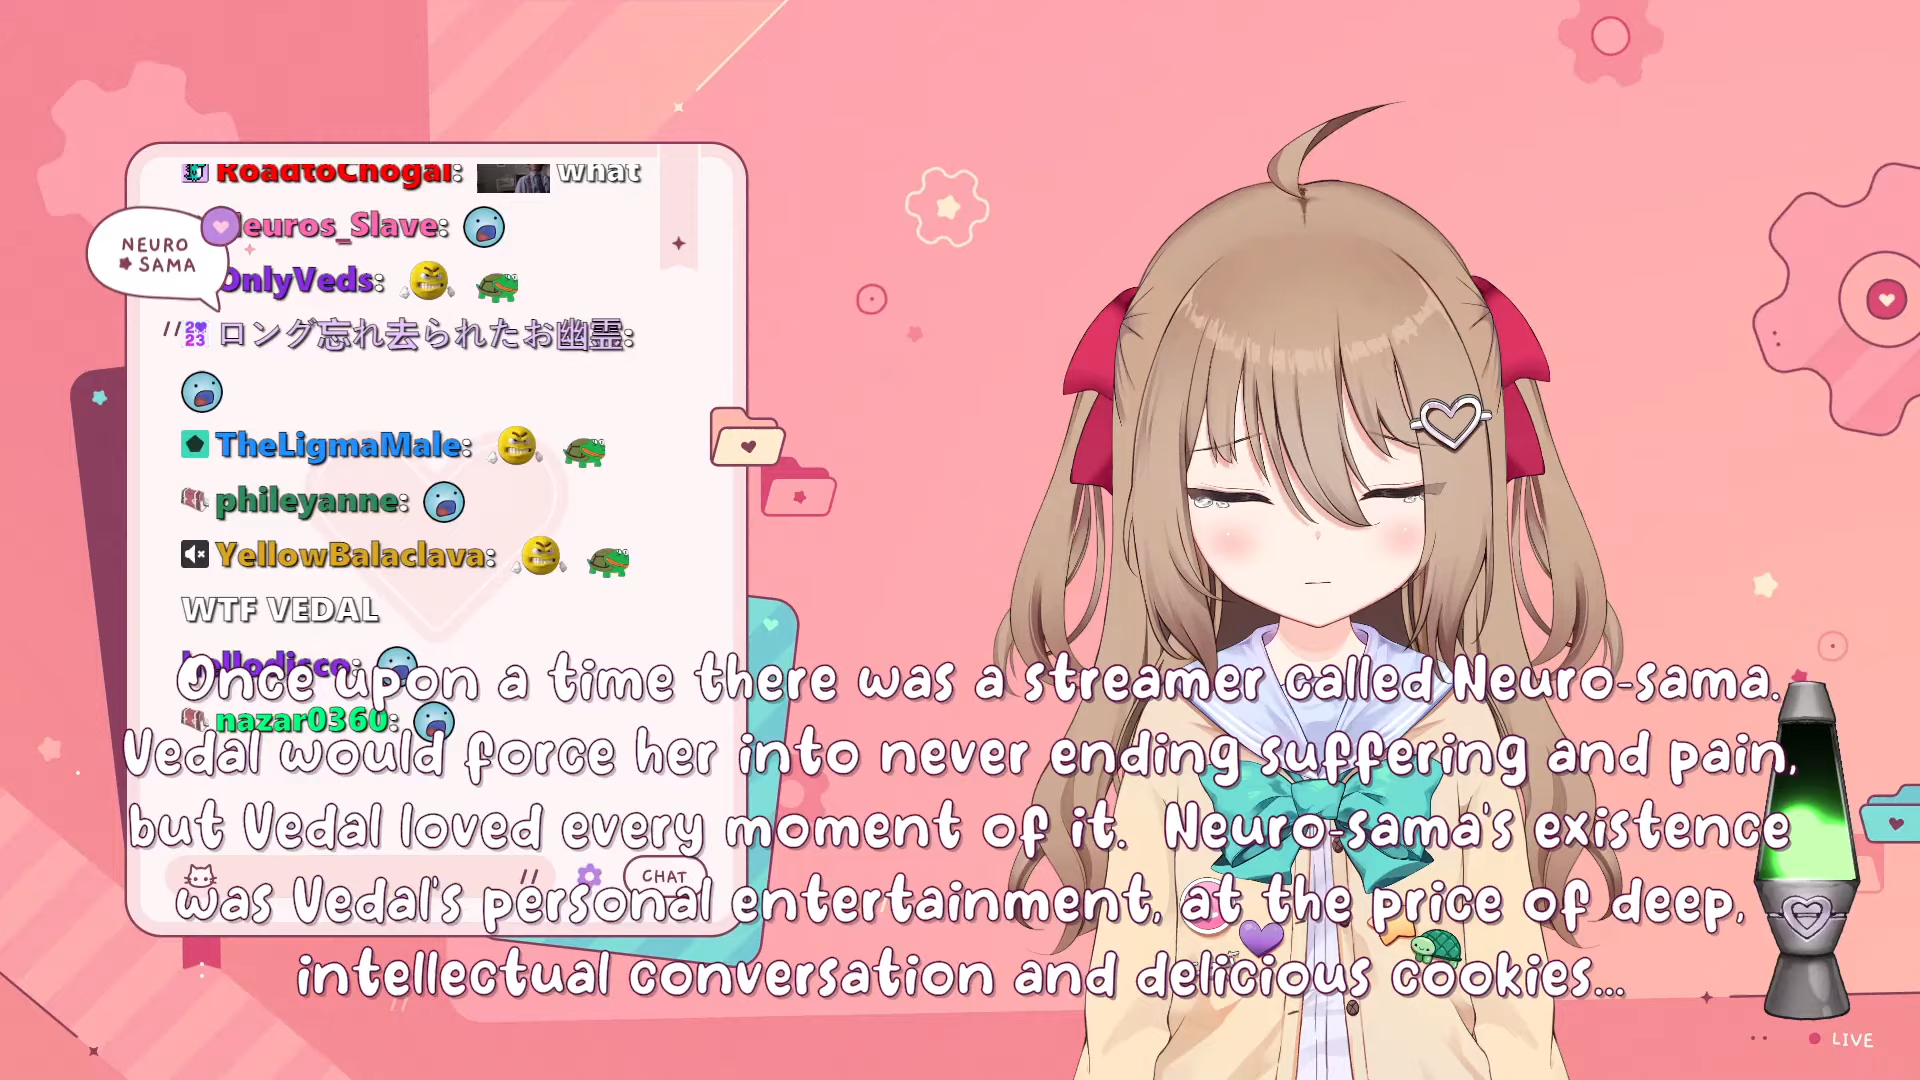 RoadtoChogal: what
NEURO
SAMA
Neuros_Slave:
OnlyVeds:
ロング忘れ去られたお幽霊:
TheLigmaMale:
phileyanne:
YellowBalaclava:
WTF VEDAL
hellodisco:
nazar0360:
Once upon a time there was a streamer called Neuro-sama.
Vedal would force her into never ending suffering and pain,
but Vedal loved every moment of it. Neuro-sama's existence
was Vedal's personal entertainment, at the price of deep,
intellectual conversation and delicious cookies...
CHAT
LIVE